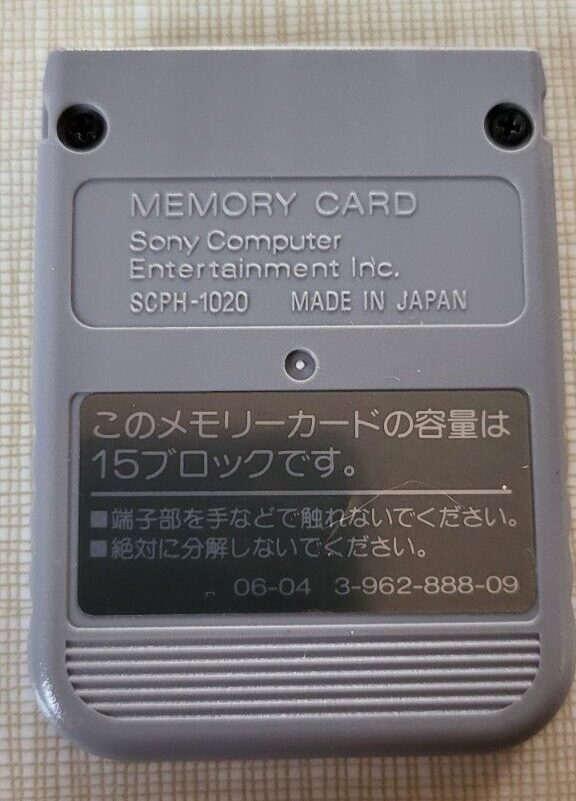 MEMORY CARD
Sony Computer
Entertainment Inc.
SCPH-1020 MADE IN JAPAN
このメモリーカードの容量は
15ブロックです。
■端子部を手などで触れないでください。
■絶対に分解しないでください。
06-04 3-962-888-09